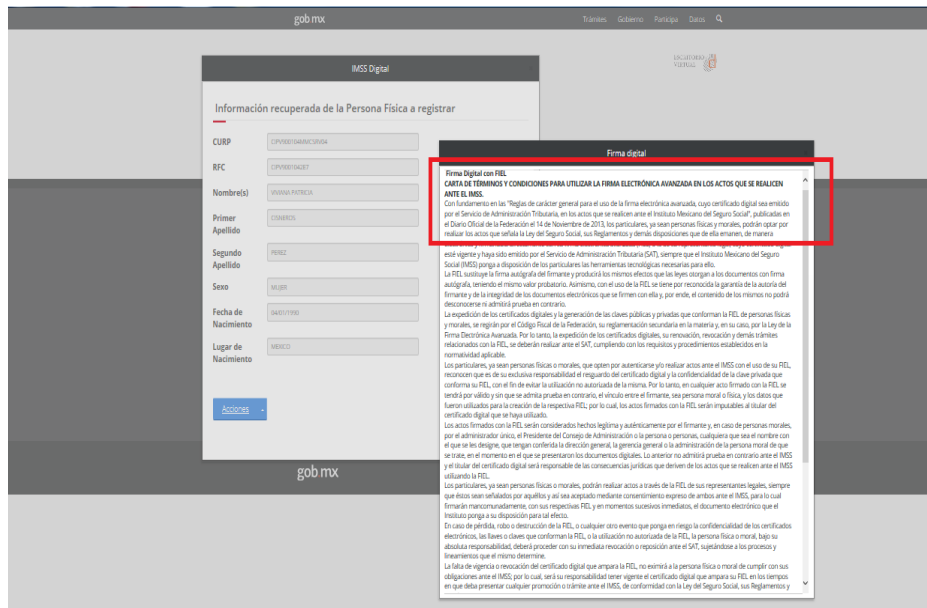 gob mx
Trámites Gobierno Participa Datos
ESCRITORIO
VIRTUAL
IMSS Digital
Información recuperada de la Persona Física a registrar
CURP
RFC
Nombre(s) VIVIANA PATRICIA
Primer
Apellido
CISNEROS
Segundo
Apellido
PEREZ
Sexo MUJER
Fecha de
Nacimiento
04/01/1990
Lugar de
Nacimiento
MEXICO
Acciones
gob mx
Firma digital
Firma Digital con FIEL
CARTA DE TÉRMINOS Y CONDICIONES PARA UTILIZAR LA FIRMA ELECTRÓNICA AVANZADA EN LOS ACTOS QUE SE REALICEN
ANTE EL IMSS.
Con fundamento en las "Reglas de carácter general para el uso de la firma electrónica avanzada, cuyo certificado digital sea emitido
por el Servicio de Administración Tributaria, en los actos que se realicen ante el Instituto Mexicano del Seguro Social", publicadas en
el Diario Oficial de la Federación el 14 de Noviembre de 2013, los particulares, ya sean personas físicas y morales, podrán optar por
realizar los actos que señala la Ley del Seguro Social, sus Reglamentos y demás disposiciones que de ella emanen, de manera
esté vigente y haya sido emitido por el Servicio de Administración Tributaria (SAT), siempre que el Instituto Mexicano del Seguro
Social (IMSS) ponga a disposición de los particulares las herramientas tecnológicas necesarias para ello.
La FIEL sustituye la firma autógrafa del firmante y producirá los mismos efectos que las leyes otorgan a los documentos con firma
autógrafa, teniendo el mismo valor probatorio. Asimismo, con el uso de la FIEL se tiene por reconocida la garantía de la autoría del
firmante y de la integridad de los documentos electrónicos que se firmen con ella y, por ende, el contenido de los mismos no podrá
desconocerse ni admitirá prueba en contrario.
La expedición de los certificados digitales y la generación de las claves públicas y privadas que conforman la FIEL de personas físicas
y morales, se regirán por el Código Fiscal de la Federación, su reglamentación secundaria en la materia y, en su caso, por la Ley de la
Firma Electrónica Avanzada. Por lo tanto, la expedición de los certificados digitales, su renovación, revocación y demás trámites
relacionados con la FIEL, se deberán realizar ante el SAT, cumpliendo con los requisitos y procedimientos establecidos en la
normatividad aplicable.
Los particulares, ya sean personas físicas o morales, que opten por autenticarse y/o realizar actos ante el IMSS con el uso de su FIEL,
reconocen que es de su exclusiva responsabilidad el resguardo del certificado digital y la confidencialidad de la clave privada que
conforma su FIEL, con el fin de evitar la utilización no autorizada de la misma. Por lo tanto, en cualquier acto firmado con la FIEL se
tendrá por válido y sin que se admita prueba en contrario, el vínculo entre el firmante, sea persona moral o física, y los datos que
fueron utilizados para la creación de la respectiva FIEL; por lo cual, los actos firmados con la FIEL serán imputables al titular del
certificado digital que se haya utilizado.
Los actos firmados con la FIEL serán considerados hechos legítima y auténticamente por el firmante y, en caso de personas morales,
por el administrador único, el Presidente del Consejo de Administración o la persona o personas, cualquiera que sea el nombre con
el que se les designe, que tengan conferida la dirección general, la gerencia general o la administración de la persona moral de que
se trate, en el momento en el que se presentaron los documentos digitales. Lo anterior no admitirá prueba en contrario ante el IMSS
y el titular del certificado digital será responsable de las consecuencias jurídicas que deriven de los actos que se realicen ante el IMSS
utilizando la FIEL.
Los particulares, ya sean personas físicas o morales, podrán realizar actos a través de la FIEL de sus representantes legales, siempre
que éstos sean señalados por aquéllos y así sea aceptado mediante consentimiento expreso de ambos ante el IMSS, para lo cual
firmarán mancomunadamente, con sus respectivas FIEL y en momentos sucesivos inmediatos, el documento electrónico que el
Instituto ponga a su disposición para tal efecto.
En caso de pérdida, robo o destrucción de la FIEL, o cualquier otro evento que ponga en riesgo la confidencialidad de los certificados
electrónicos, las llaves o claves que conforman la FIEL, o la utilización no autorizada de la FIEL, la persona física o moral, bajo su
absoluta responsabilidad, deberá proceder con su inmediata revocación o reposición ante el SAT, sujetándose a los procesos y
lineamientos que el mismo determine.
La falta de vigencia o revocación del certificado digital que ampara la FIEL, no eximirá a la persona física o moral de cumplir con sus
obligaciones ante el IMSS; por lo cual, será su responsabilidad tener vigente el certificado digital que ampara su FIEL en los tiempos
en que deba presentar cualquier promoción o trámite ante el IMSS, de conformidad con la Ley del Seguro Social, sus Reglamentos y